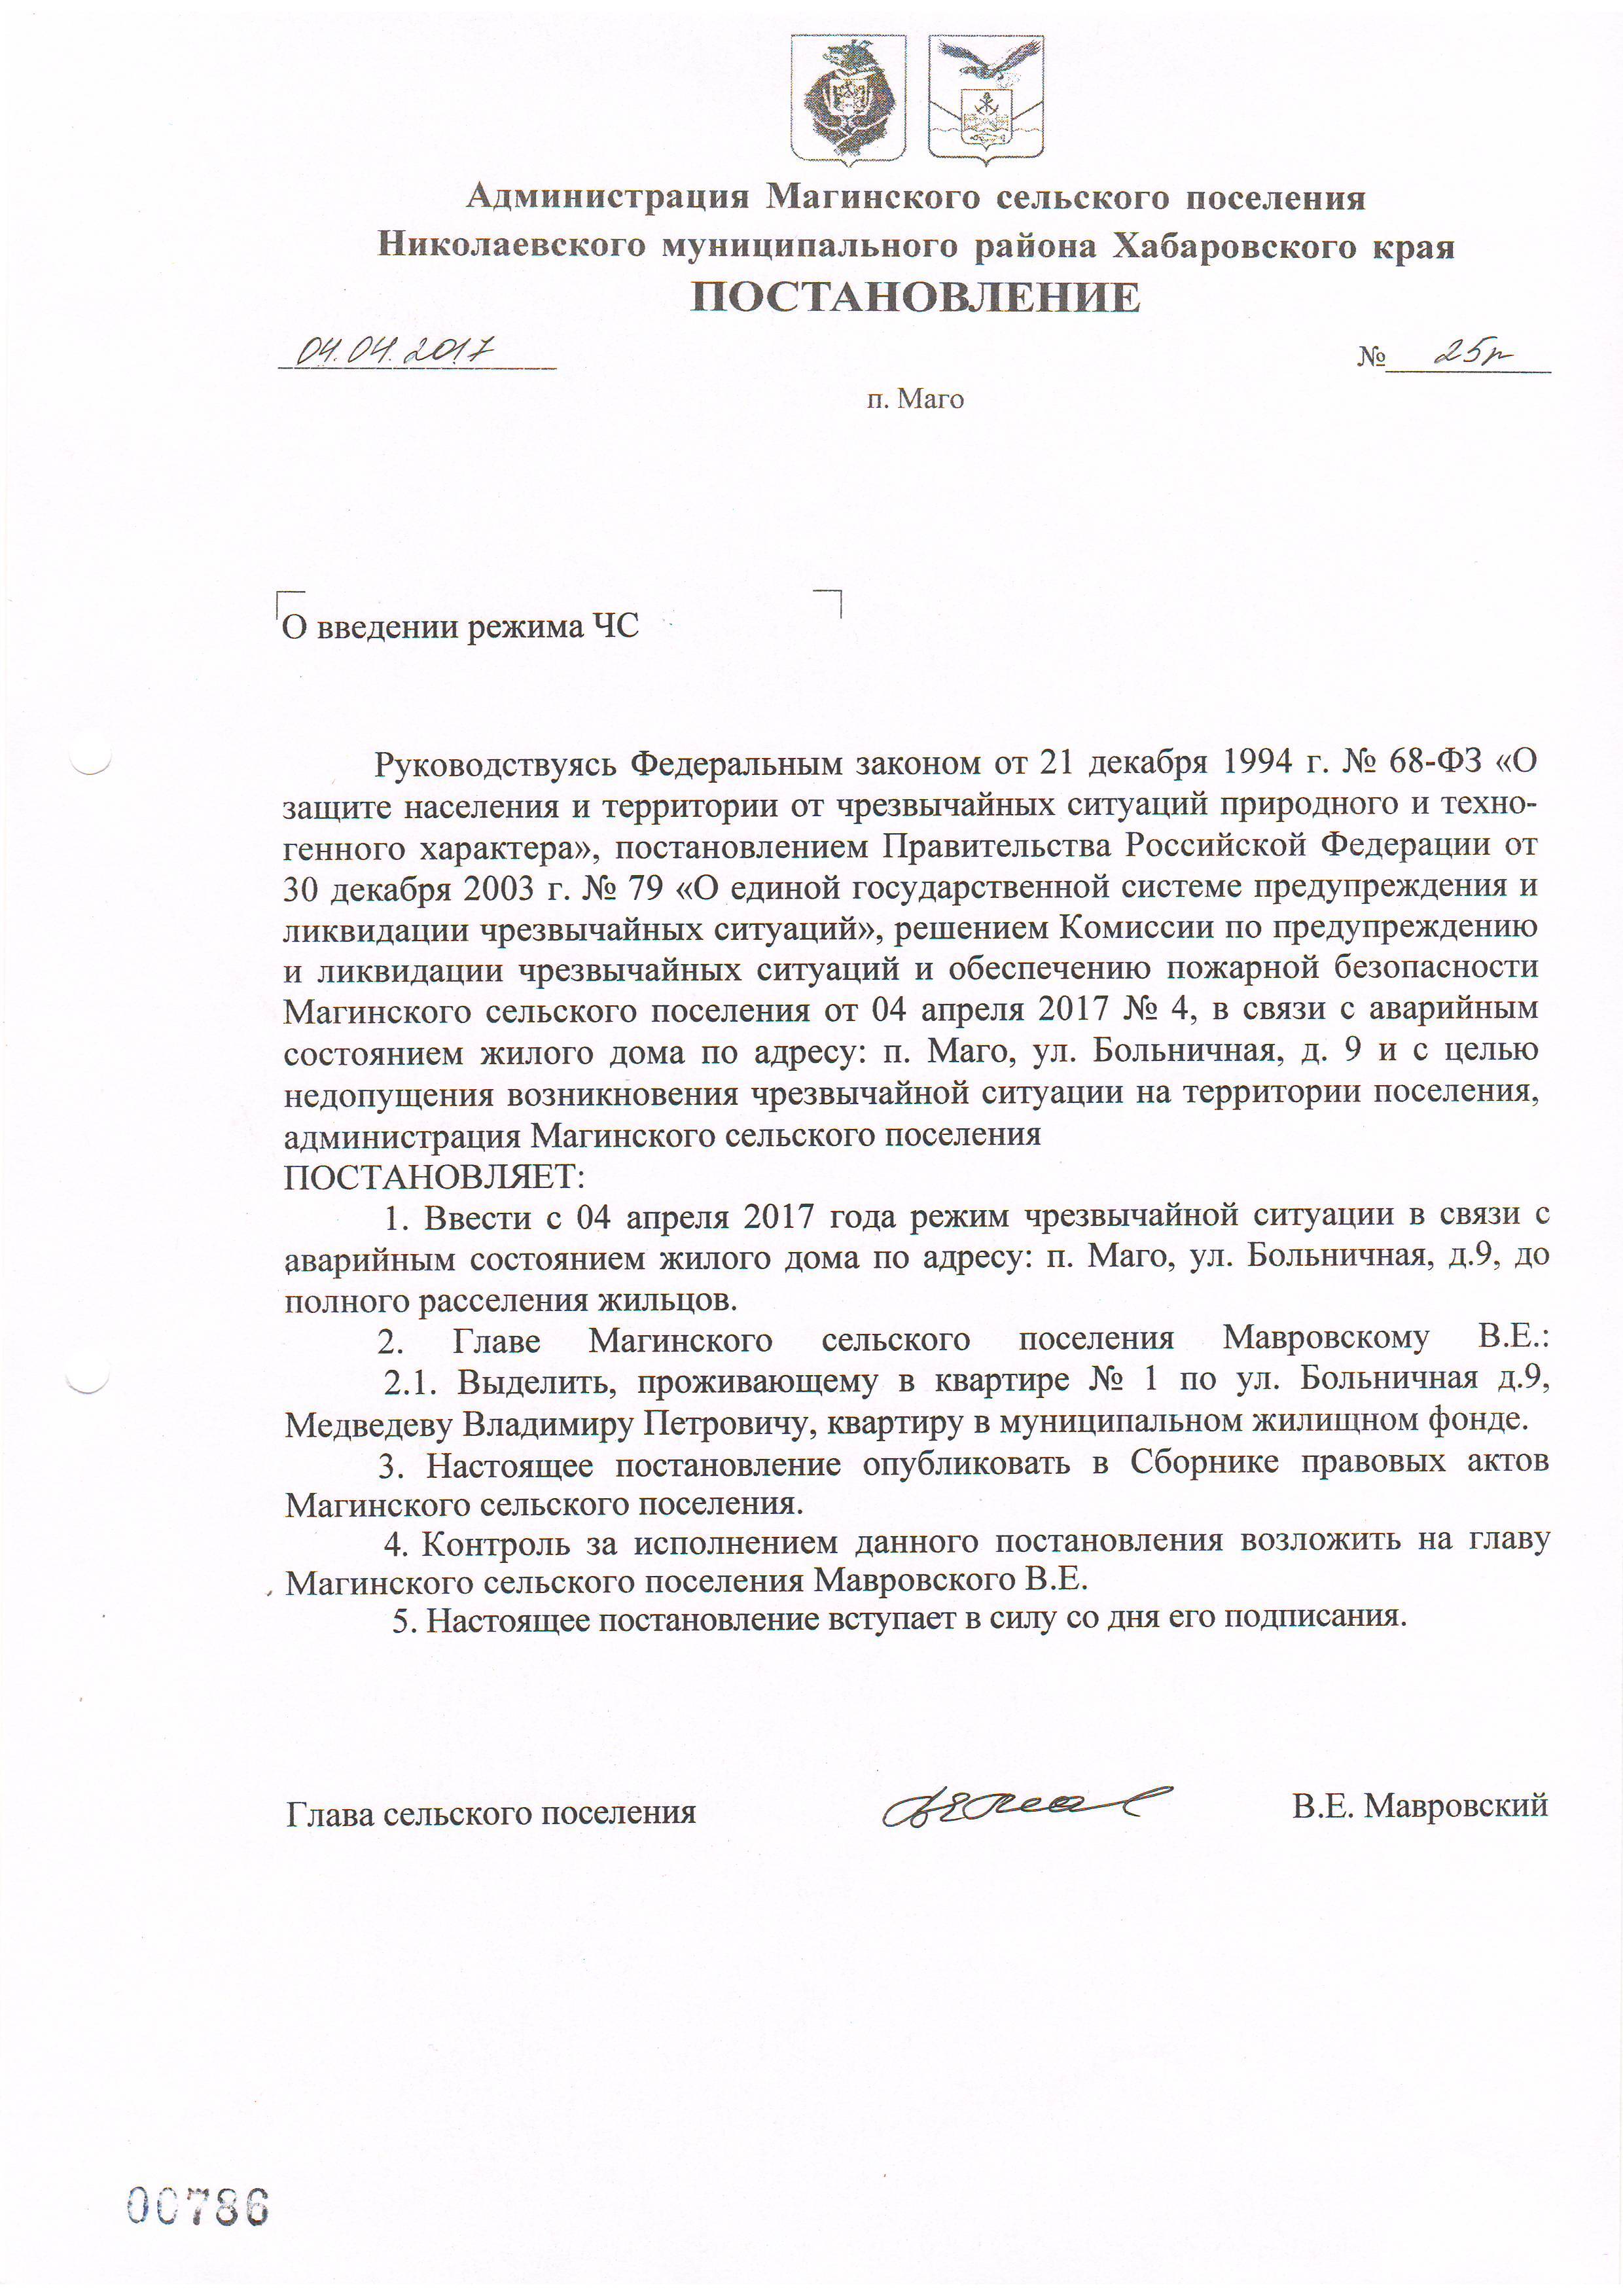 Администрация Магинского сельского поселения
Николаевского муниципального района Хабаровского края
ПОСТАНОВЛЕНИЕ
04.04.2017 № 25п
п. Маго
О введении режима ЧС
Руководствуясь Федеральным законом от 21 декабря 1994 г. № 68-ФЗ «О
защите населения и территории от чрезвычайных ситуаций природного и техно-
генного характера», постановлением Правительства Российской Федерации от
30 декабря 2003 г. № 79 «О единой государственной системе предупреждения и
ликвидации чрезвычайных ситуаций», решением Комиссии по предупреждению
и ликвидации чрезвычайных ситуаций и обеспечению пожарной безопасности
Магинского сельского поселения от 04 апреля 2017 № 4, в связи с аварийным
состоянием жилого дома по адресу: п. Маго, ул. Больничная, д. 9 и с целью
недопущения возникновения чрезвычайной ситуации на территории поселения,
администрация Магинского сельского поселения
ПОСТАНОВЛЯЕТ:
1. Ввести с 04 апреля 2017 года режим чрезвычайной ситуации в связи с
аварийным состоянием жилого дома по адресу: п. Маго, ул. Больничная, д.9, до
полного расселения жильцов.
2. Главе Магинского сельского поселения Мавровскому В.Е.:
2.1. Выделить, проживающему в квартире № 1 по ул. Больничная д.9,
Медведеву Владимиру Петровичу, квартиру в муниципальном жилищном фонде.
3. Настоящее постановление опубликовать в Сборнике правовых актов
Магинского сельского поселения.
4. Контроль за исполнением данного постановления возложить на главу
Магинского сельского поселения Мавровского В.Е.
5. Настоящее постановление вступает в силу со дня его подписания.
Глава сельского поселения В.Е. Мавровский
00786